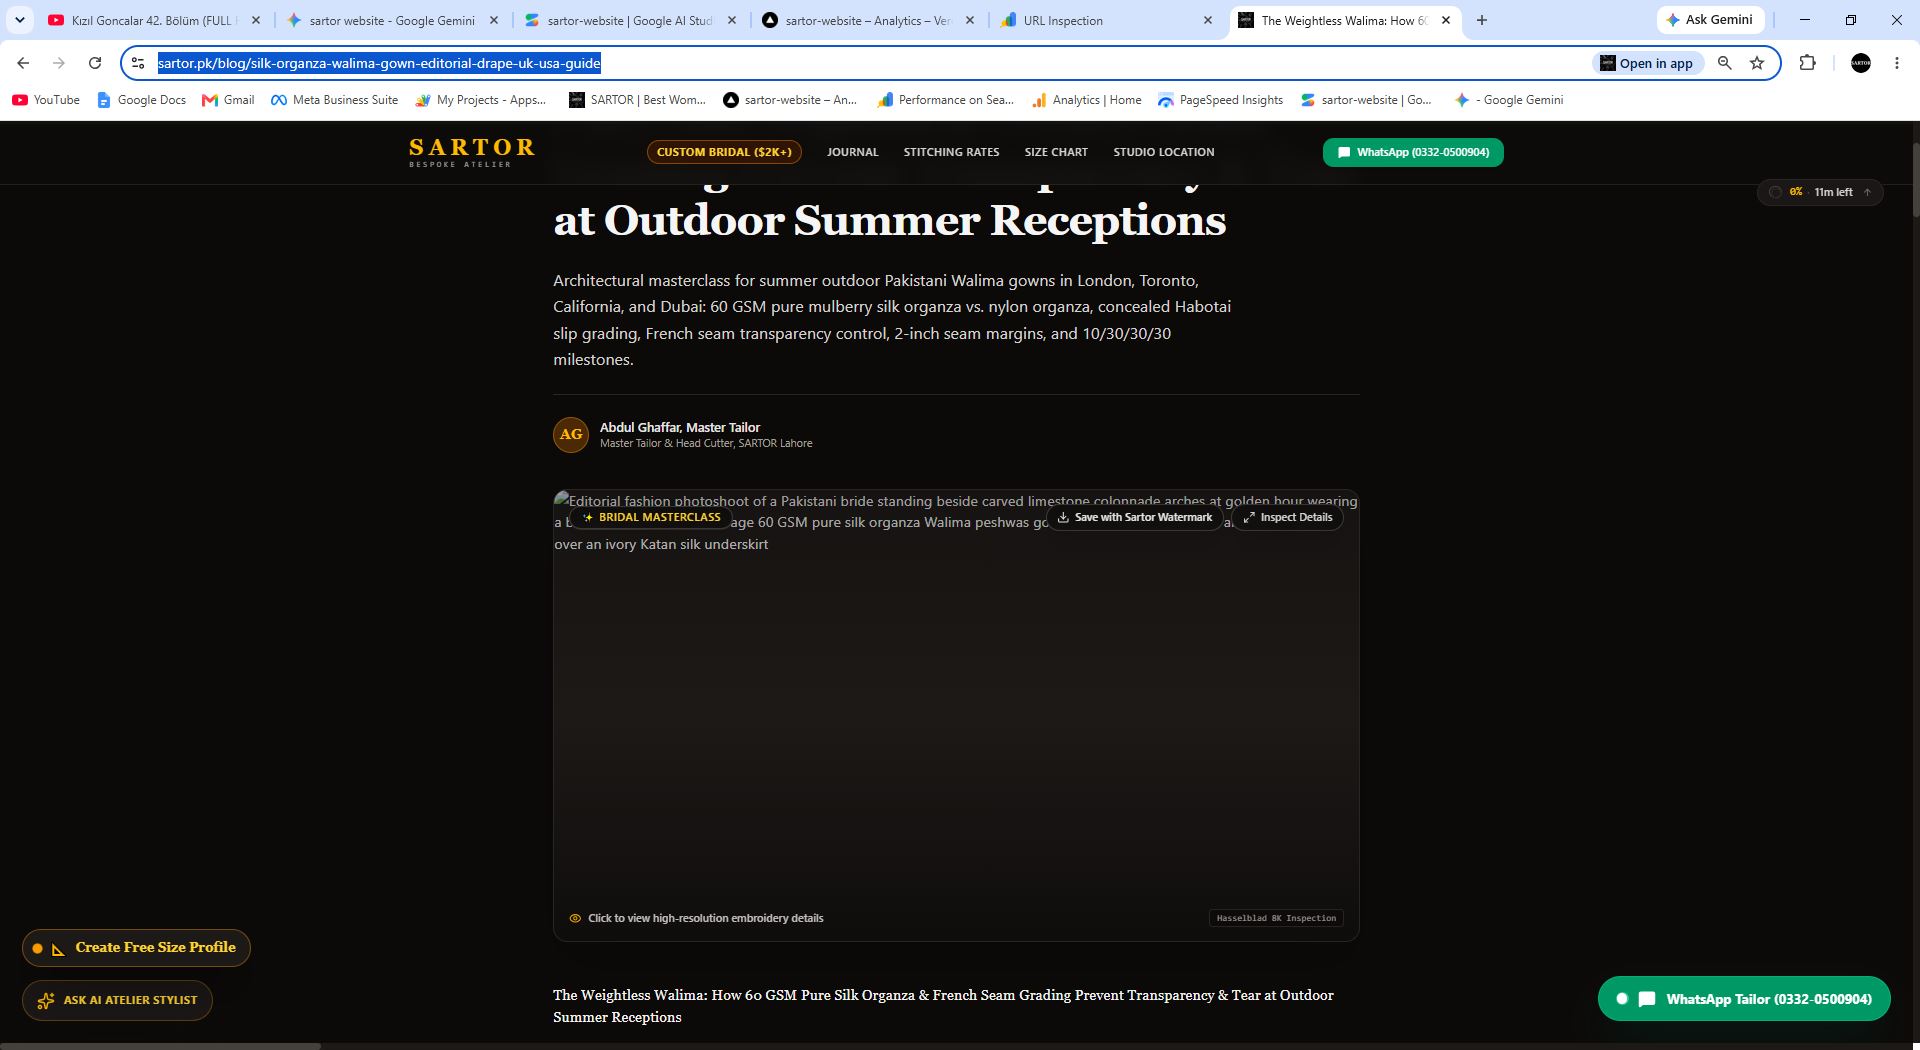 Kızıl Goncalar 42. Bölüm (FULL
sartor website - Google Gemini
sartor-website | Google AI Stud
sartor-website – Analytics – Ver
URL Inspection
The Weightless Walima: How 60
Ask Gemini
sartor.pk/blog/silk-organza-walima-gown-editorial-drape-uk-usa-guide
Open in app
SARTOR
YouTube
Google Docs
Gmail
Meta Business Suite
My Projects - Apps...
SARTOR | Best Wom...
sartor-website – An...
Performance on Sea...
Analytics | Home
PageSpeed Insights
sartor-website | Go...
- Google Gemini
SARTOR
BESPOKE ATELIER
CUSTOM BRIDAL ($2K+)
JOURNAL
STITCHING RATES
SIZE CHART
STUDIO LOCATION
WhatsApp (0332-0500904)
0% · 11m left ↑
at Outdoor Summer Receptions
Architectural masterclass for summer outdoor Pakistani Walima gowns in London, Toronto,
California, and Dubai: 60 GSM pure mulberry silk organza vs. nylon organza, concealed Habotai
slip grading, French seam transparency control, 2-inch seam margins, and 10/30/30/30
milestones.
AG
Abdul Ghaffar, Master Tailor
Master Tailor & Head Cutter, SARTOR Lahore
Editorial fashion photoshoot of a Pakistani bride standing beside carved limestone colonnade arches at golden hour wearing
a b
BRIDAL MASTERCLASS
age 60 GSM pure silk organza Walima peshwas go
Save with Sartor Watermark
Inspect Details
over an ivory Katan silk underskirt
Click to view high-resolution embroidery details
Hasselblad 8K Inspection
Create Free Size Profile
ASK AI ATELIER STYLIST
The Weightless Walima: How 60 GSM Pure Silk Organza & French Seam Grading Prevent Transparency & Tear at Outdoor
Summer Receptions
WhatsApp Tailor (0332-0500904)